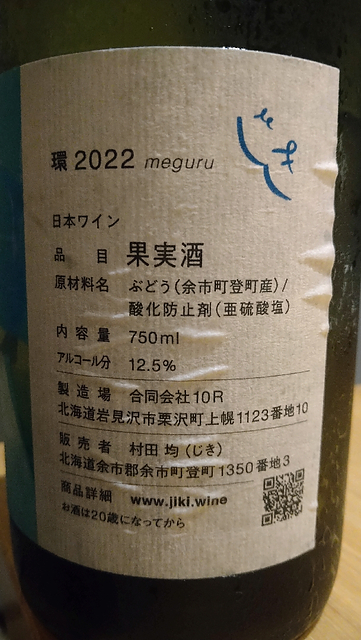 じき
環 2022 meguru
日本ワイン
品 目 果実酒
原材料名 ぶどう(余市町登町産)/
酸化防止剤(亜硫酸塩)
内容量 750ml
アルコール分 12.5%
製造場 合同会社10R
北海道岩見沢市栗沢町上幌1123番地10
販売者 村田 均(じき)
北海道余市郡余市町登町1350番地3
商品詳細 www.jiki.wine
お酒は20歳になってから